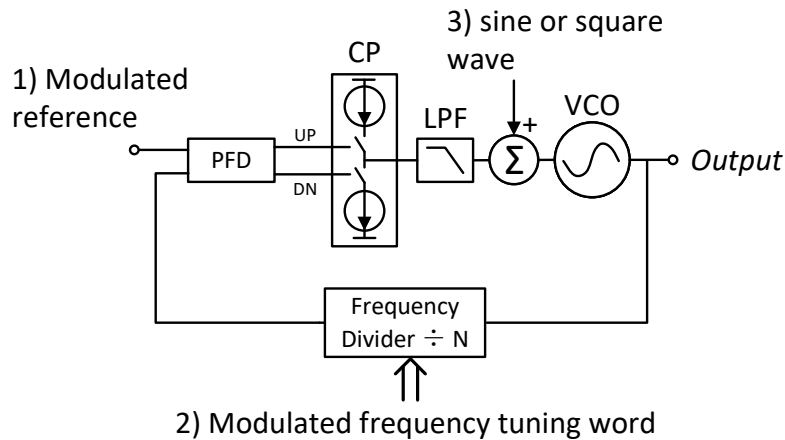 3) sine or square
wave
1) Modulated
reference
CP
LPF
VCO
UP
PFD
DN
+
Σ
Output
Frequency
Divider ÷ N
2) Modulated frequency tuning word